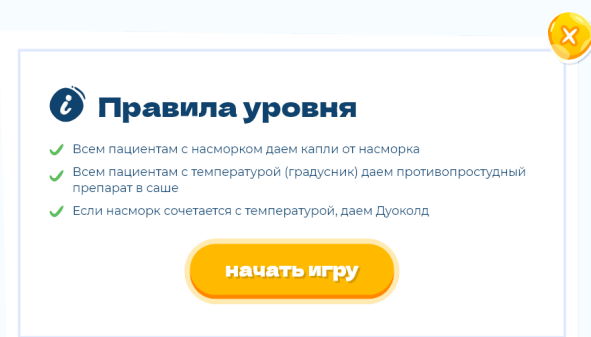 Правила уровня
Всем пациентам с насморком даем капли от насморка
Всем пациентам с температурой (градусник) даем противопростудный
препарат в саше
Если насморк сочетается с температурой, даем Дуоколд
начать игру